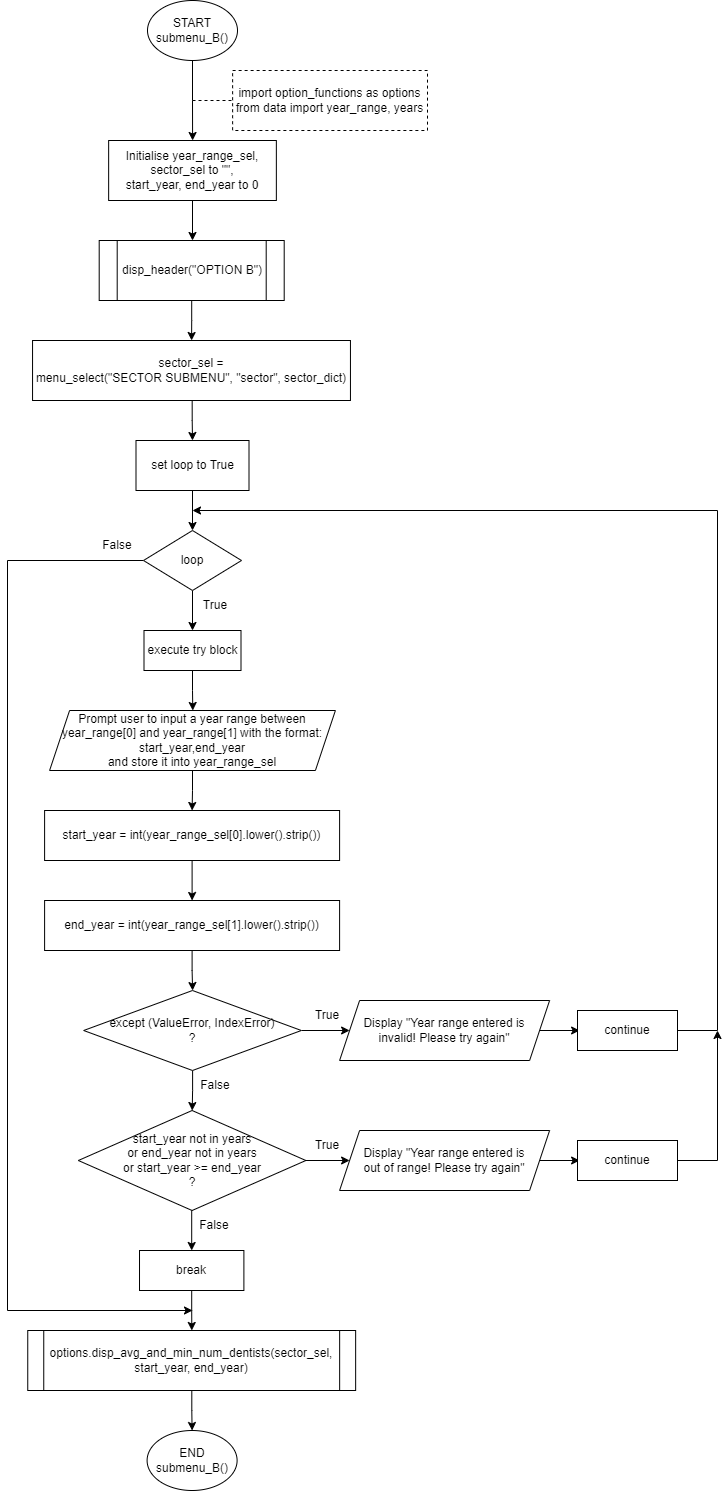 START
submenu_B()
import option_functions as options
from data import year_range, years
Initialise year_range_sel,
sector_sel to "",
start_year, end_year to 0
disp_header("OPTION B")
sector_sel =
menu_select("SECTOR SUBMENU", "sector", sector_dict)
set loop to True
False
loop
True
execute try block
Prompt user to input a year range between
year_range[0] and year_range[1] with the format:
start_year,end_year
and store it into year_range_sel
start_year = int(year_range_sel[0].lower().strip())
end_year = int(year_range_sel[1].lower().strip())
except (ValueError, IndexError)
?
True
Display "Year range entered is
invalid! Please try again"
continue
False
start_year not in years
or end_year not in years
or start_year >= end_year
?
True
Display "Year range entered is
out of range! Please try again"
continue
False
break
options.disp_avg_and_min_num_dentists(sector_sel,
start_year, end_year)
END
submenu_B()